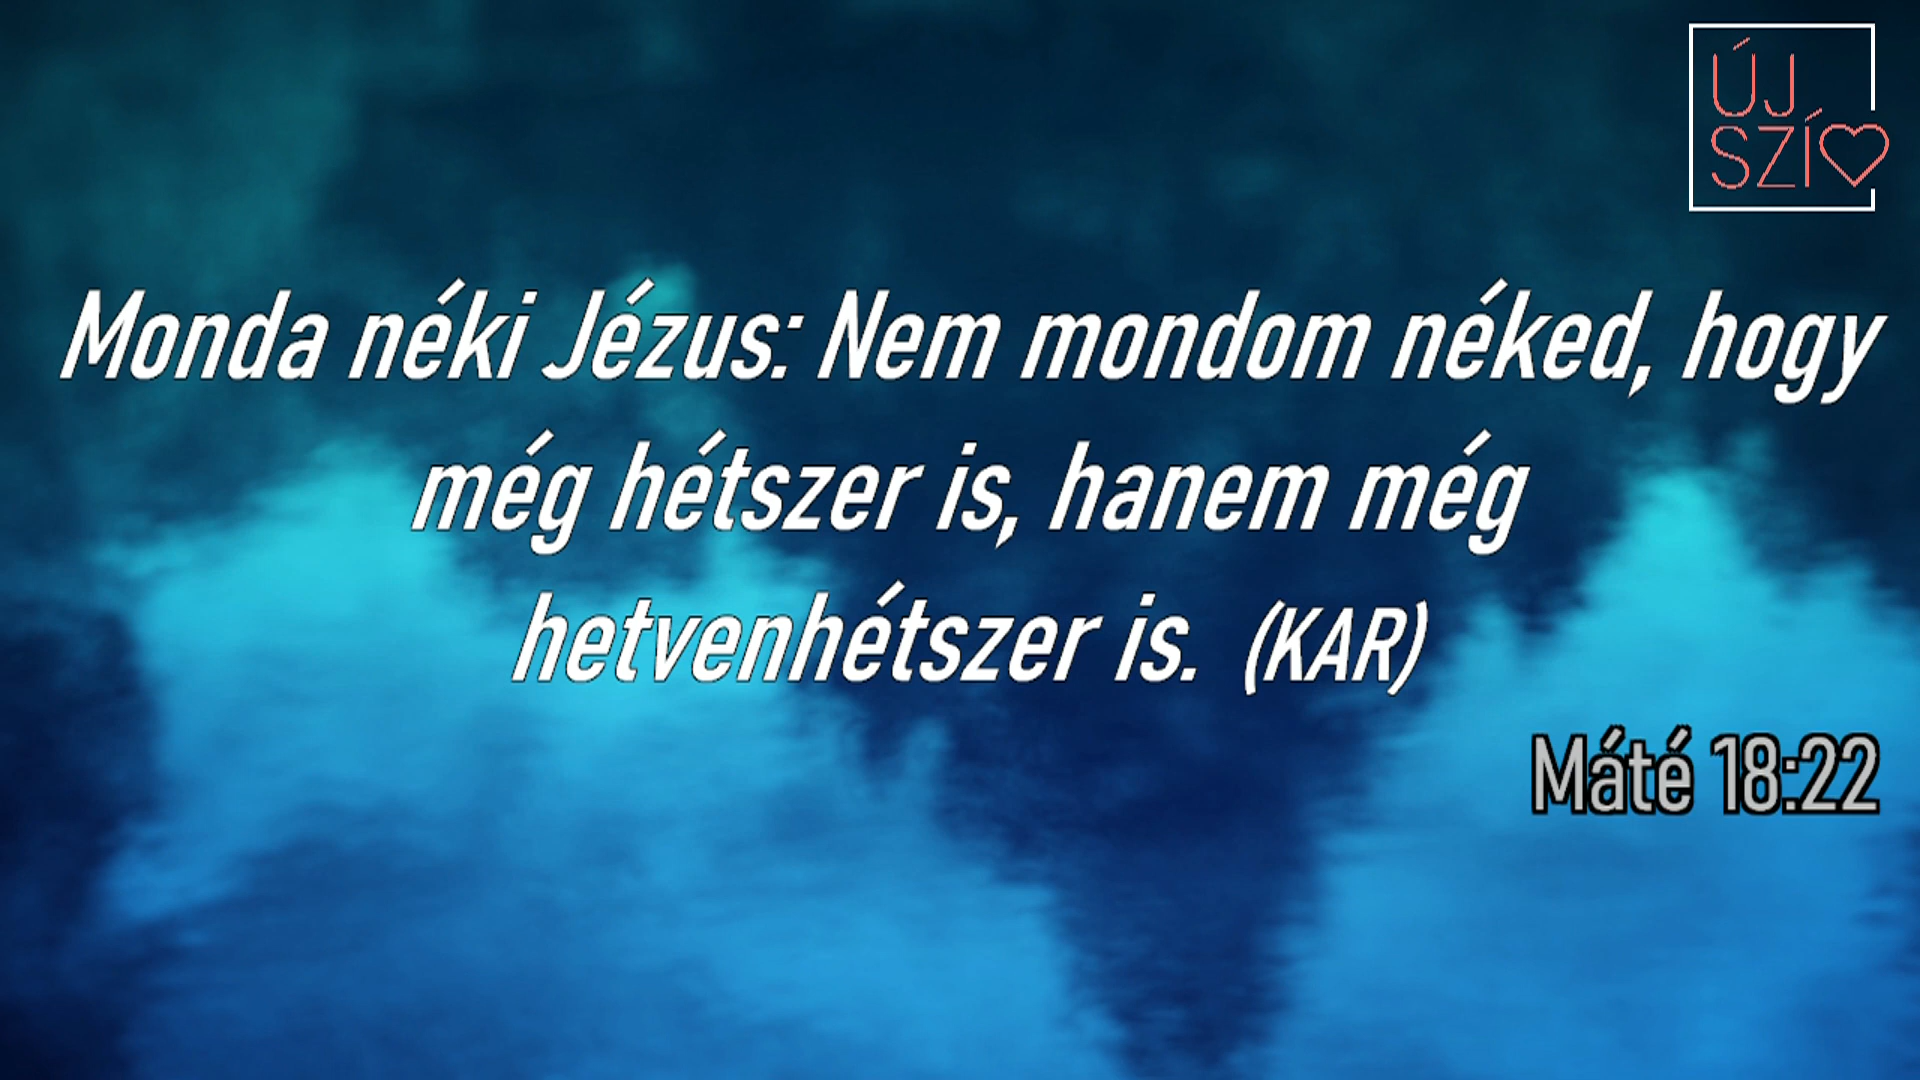 ÚJ
SZÍ
Monda néki Jézus: Nem mondom néked, hogy
még hétszer is, hanem még
hetvenhétszer is. (KAR)
Máté 18:22